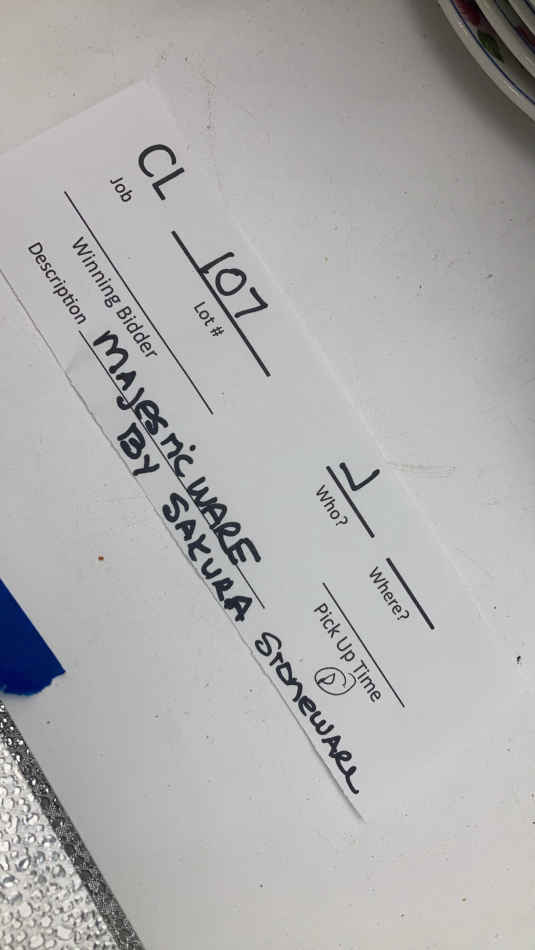 CL
Job
107
Lot #
J
Who?
Where?
Winning Bidder
Pick Up Time
D
Description MAJESTIC WARE
BY SAKURA STONEWARE